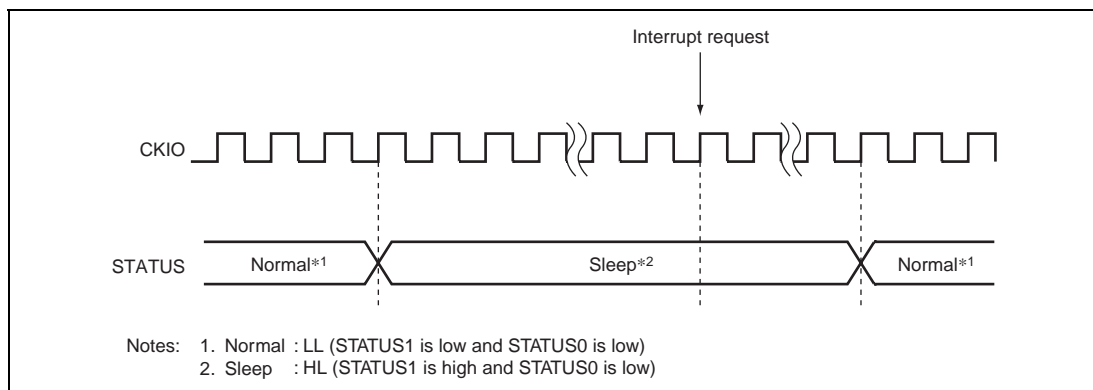 Interrupt request
CKIO
STATUS
Normal*1
Sleep*2
Normal*1
Notes: 1. Normal : LL (STATUS1 is low and STATUS0 is low)
2. Sleep : HL (STATUS1 is high and STATUS0 is low)